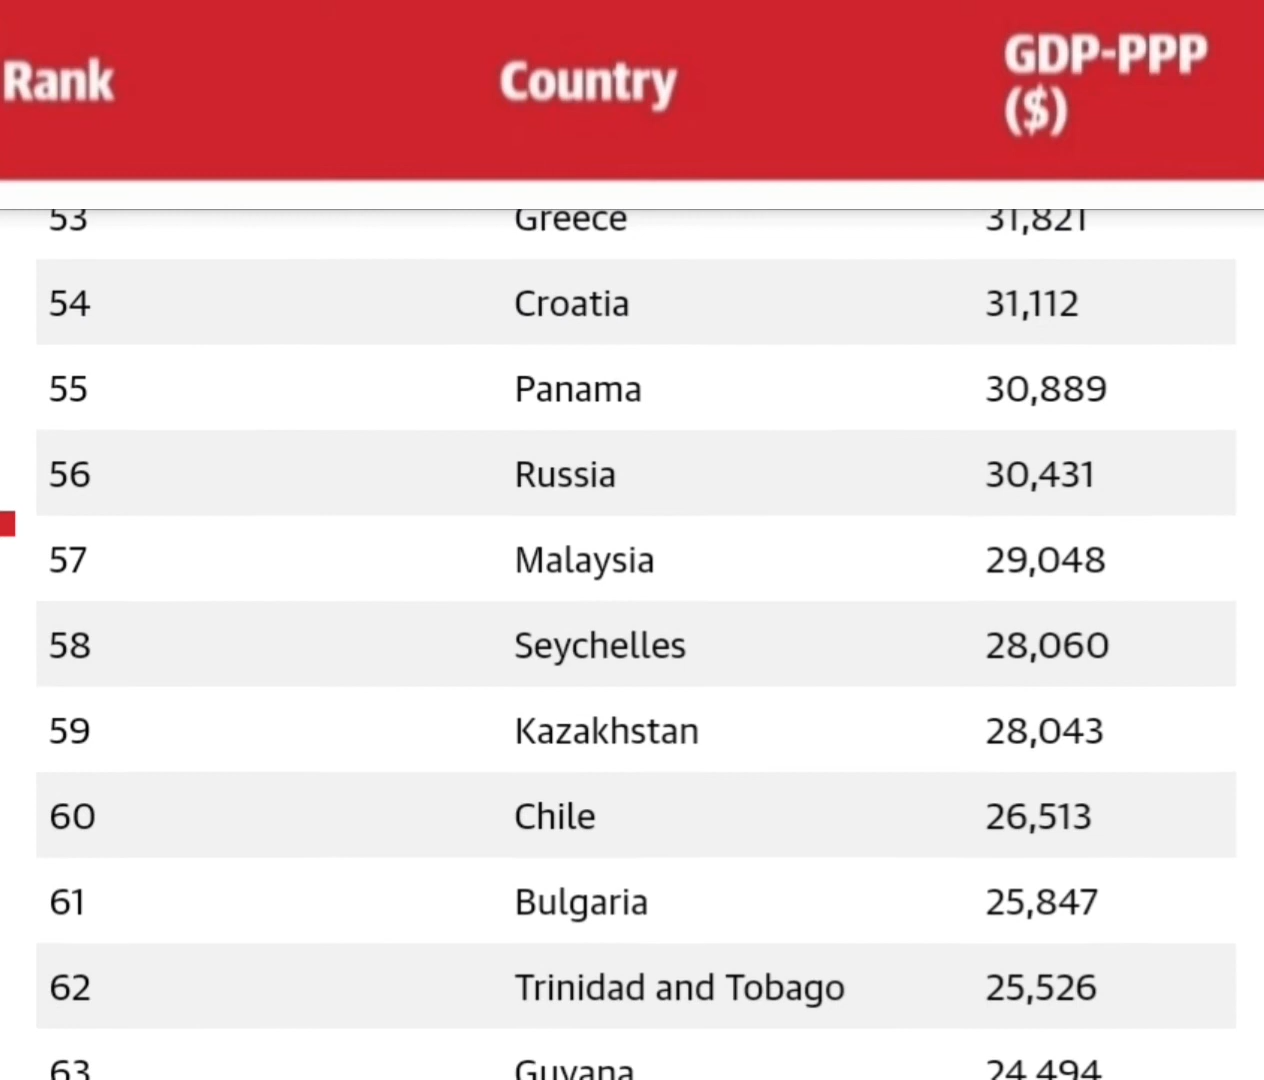 Rank Country GDP-PPP ($)
53 Greece 31,821
54 Croatia 31,112
55 Panama 30,889
56 Russia 30,431
57 Malaysia 29,048
58 Seychelles 28,060
59 Kazakhstan 28,043
60 Chile 26,513
61 Bulgaria 25,847
62 Trinidad and Tobago 25,526
63 Guyana 24,494